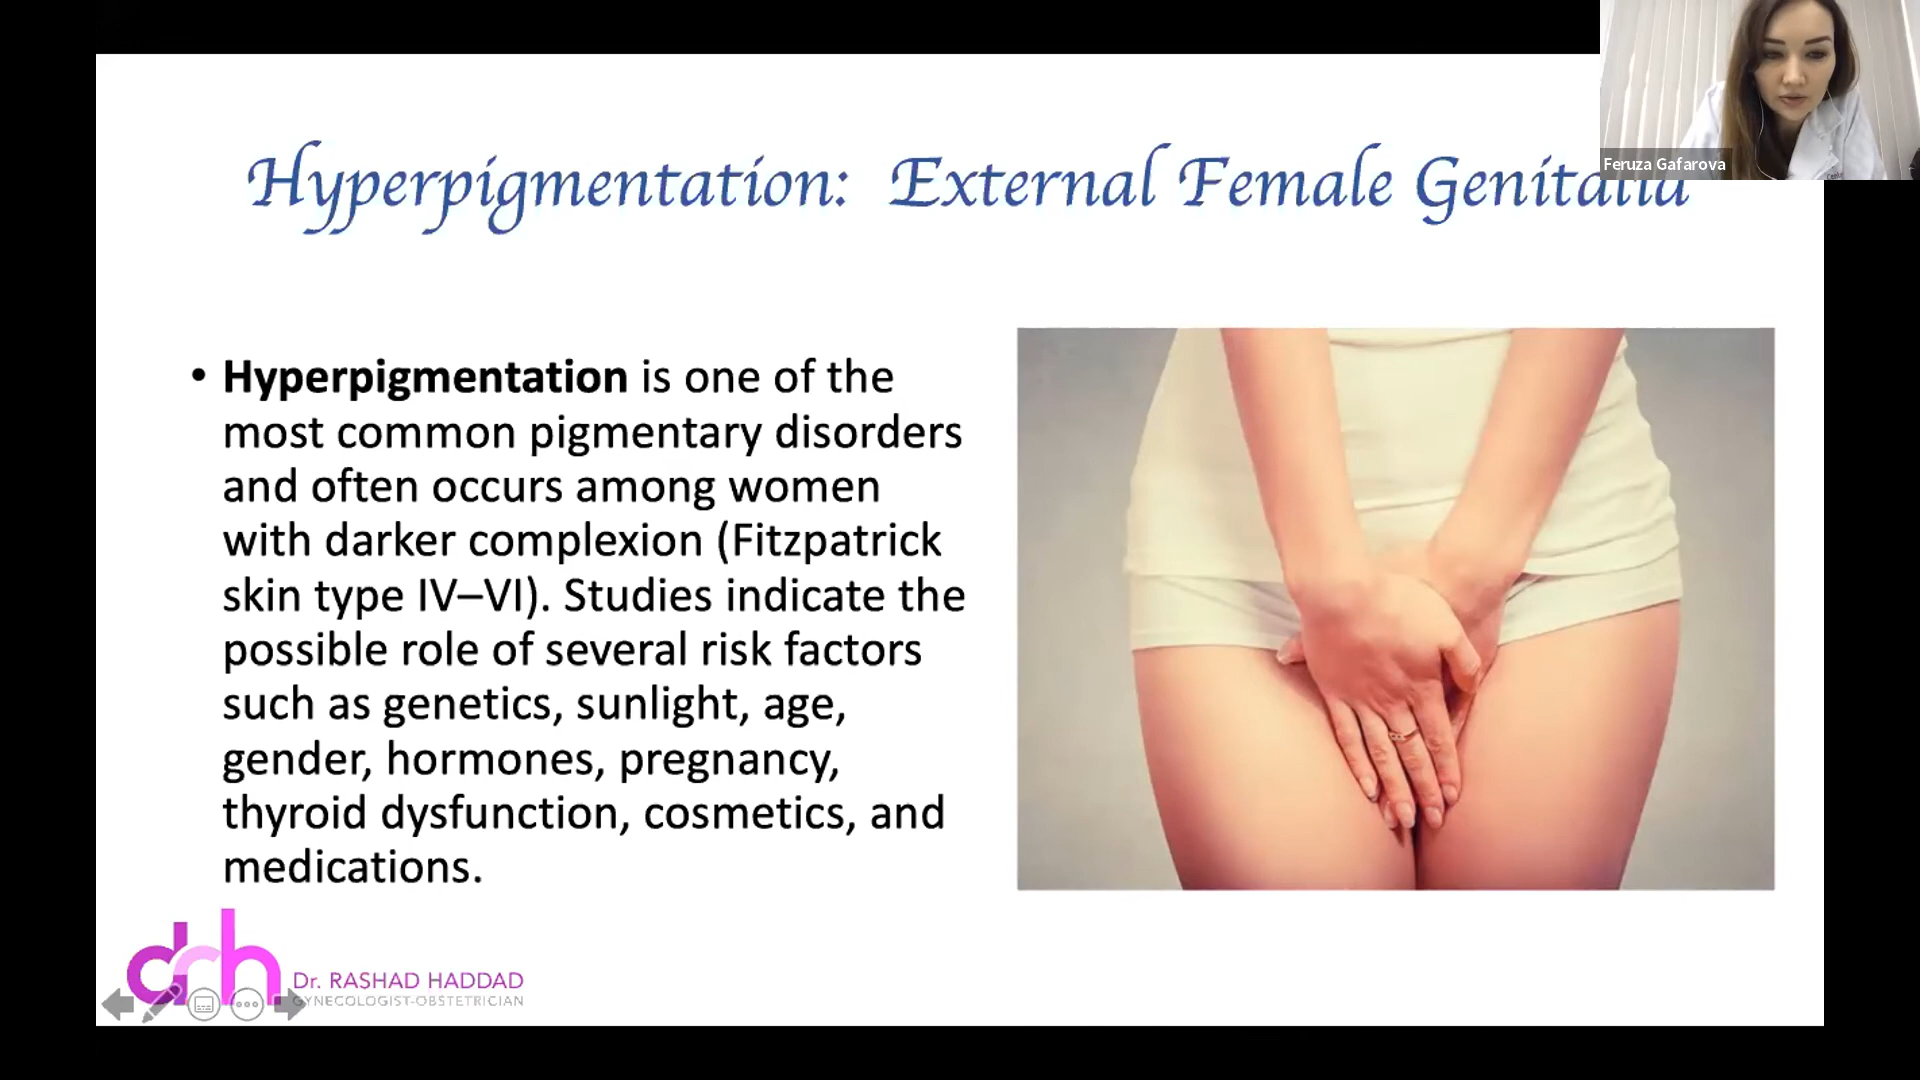 Feruza Gafarova
Hyperpigmentation: External Female Genitalia
• Hyperpigmentation is one of the
most common pigmentary disorders
and often occurs among women
with darker complexion (Fitzpatrick
skin type IV–VI). Studies indicate the
possible role of several risk factors
such as genetics, sunlight, age,
gender, hormones, pregnancy,
thyroid dysfunction, cosmetics, and
medications.
drh
Dr. RASHAD HADDAD
GYNECOLOGIST-OBSTETRICIAN